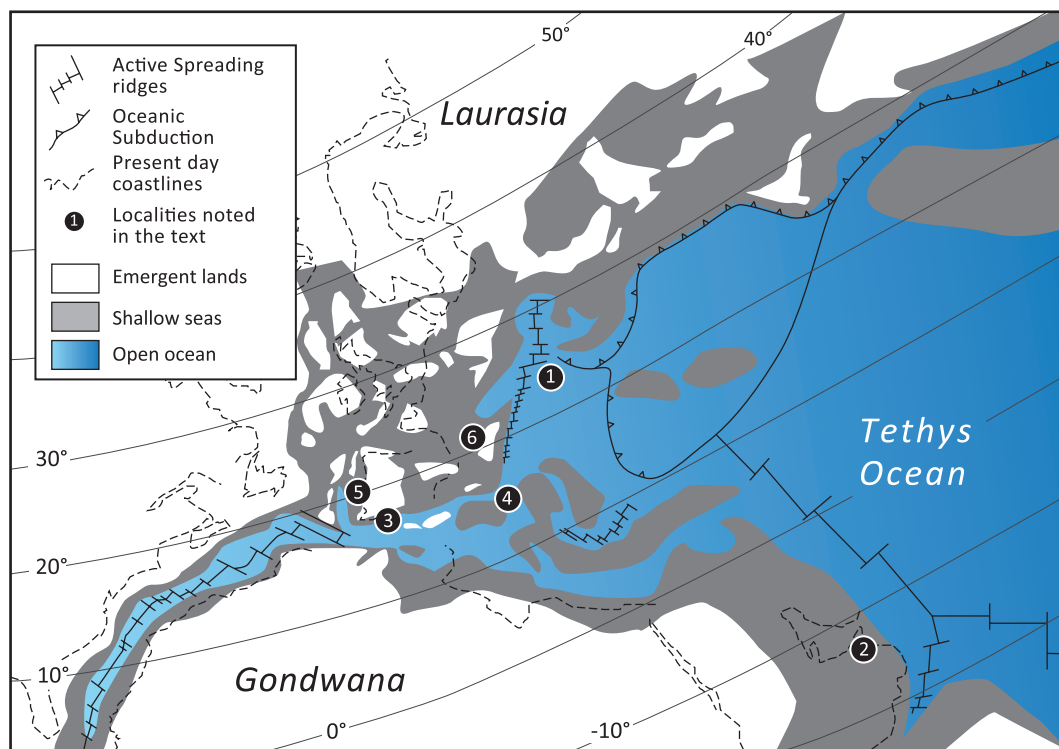 50°
40°
Laurasia
Active Spreading
ridges
Oceanic
Subduction
Present day
coastlines
1
Localities noted
in the text
Emergent lands
Shallow seas
Open ocean
1
6
Tethys
Ocean
30°
5
4
3
20°
2
10°
Gondwana
0°
-10°